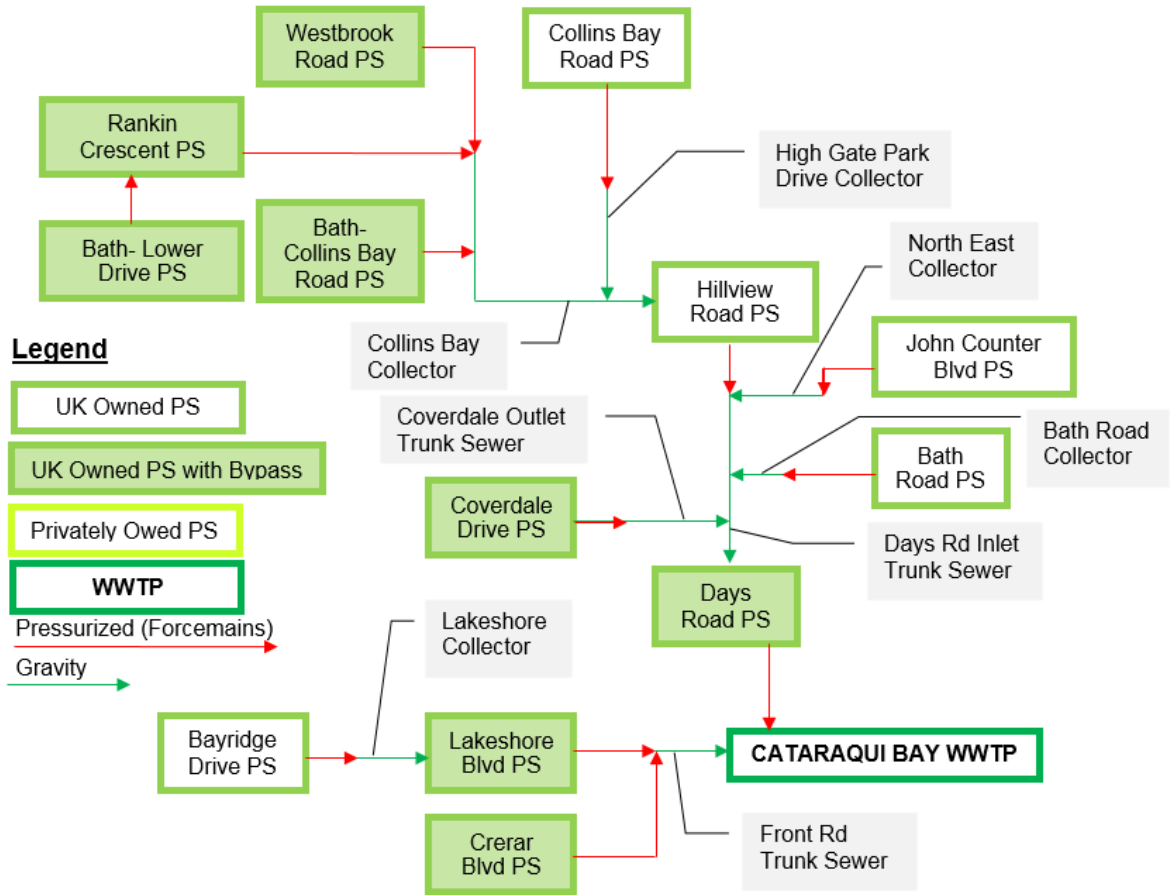 Westbrook
Road PS
Collins Bay
Road PS
Rankin
Crescent PS
High Gate Park
Drive Collector
Bath- Lower
Drive PS
Bath-
Collins Bay
Road PS
North East
Collector
Hillview
Road PS
Legend
Collins Bay
Collector
John Counter
Blvd PS
UK Owned PS
Coverdale Outlet
Trunk Sewer
Bath Road
Collector
UK Owned PS with Bypass
Bath
Road PS
Coverdale
Drive PS
Privately Owed PS
Days Rd Inlet
Trunk Sewer
WWTP
Days
Road PS
Pressurized (Forcemains)
Lakeshore
Collector
Gravity
Bayridge
Drive PS
Lakeshore
Blvd PS
CATARAQUI BAY WWTP
Crerar
Blvd PS
Front Rd
Trunk Sewer